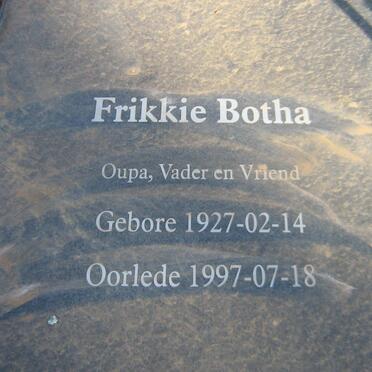 Frikkie Botha
Oupa, Vader en Vriend
Gebore 1927-02-14
Oorlede 1997-07-18